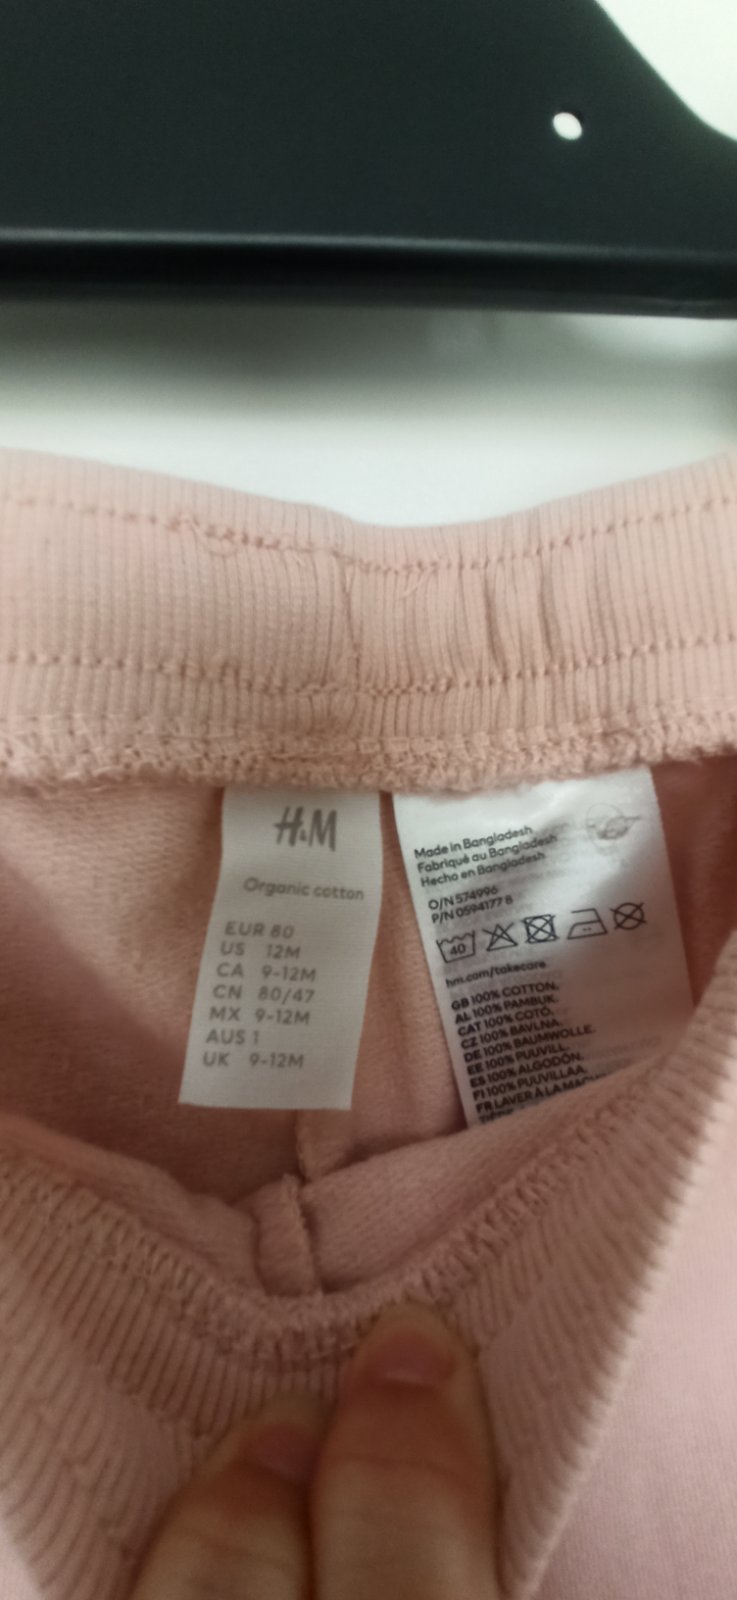 H&M
Organic cotton
EUR 80
US 12M
CA 9-12M
CN 80/47
MX 9-12M
AUS 1
UK 9-12M
Made in Bangladesh
Fabriqué au Bangladesh
Hecho en Bangladesh
O/N 574996
P/N 0594177 8
40
hm.com/takecare
GB 100% COTTON.
AL 100% PAMBUK.
CAT 100% COTÓ.
CZ 100% BAVLNA.
DE 100% BAUMWOLLE.
EE 100% PUUVILL.
ES 100% ALGODÓN.
FI 100% PUUVILLAA.
FR LAVER À LA